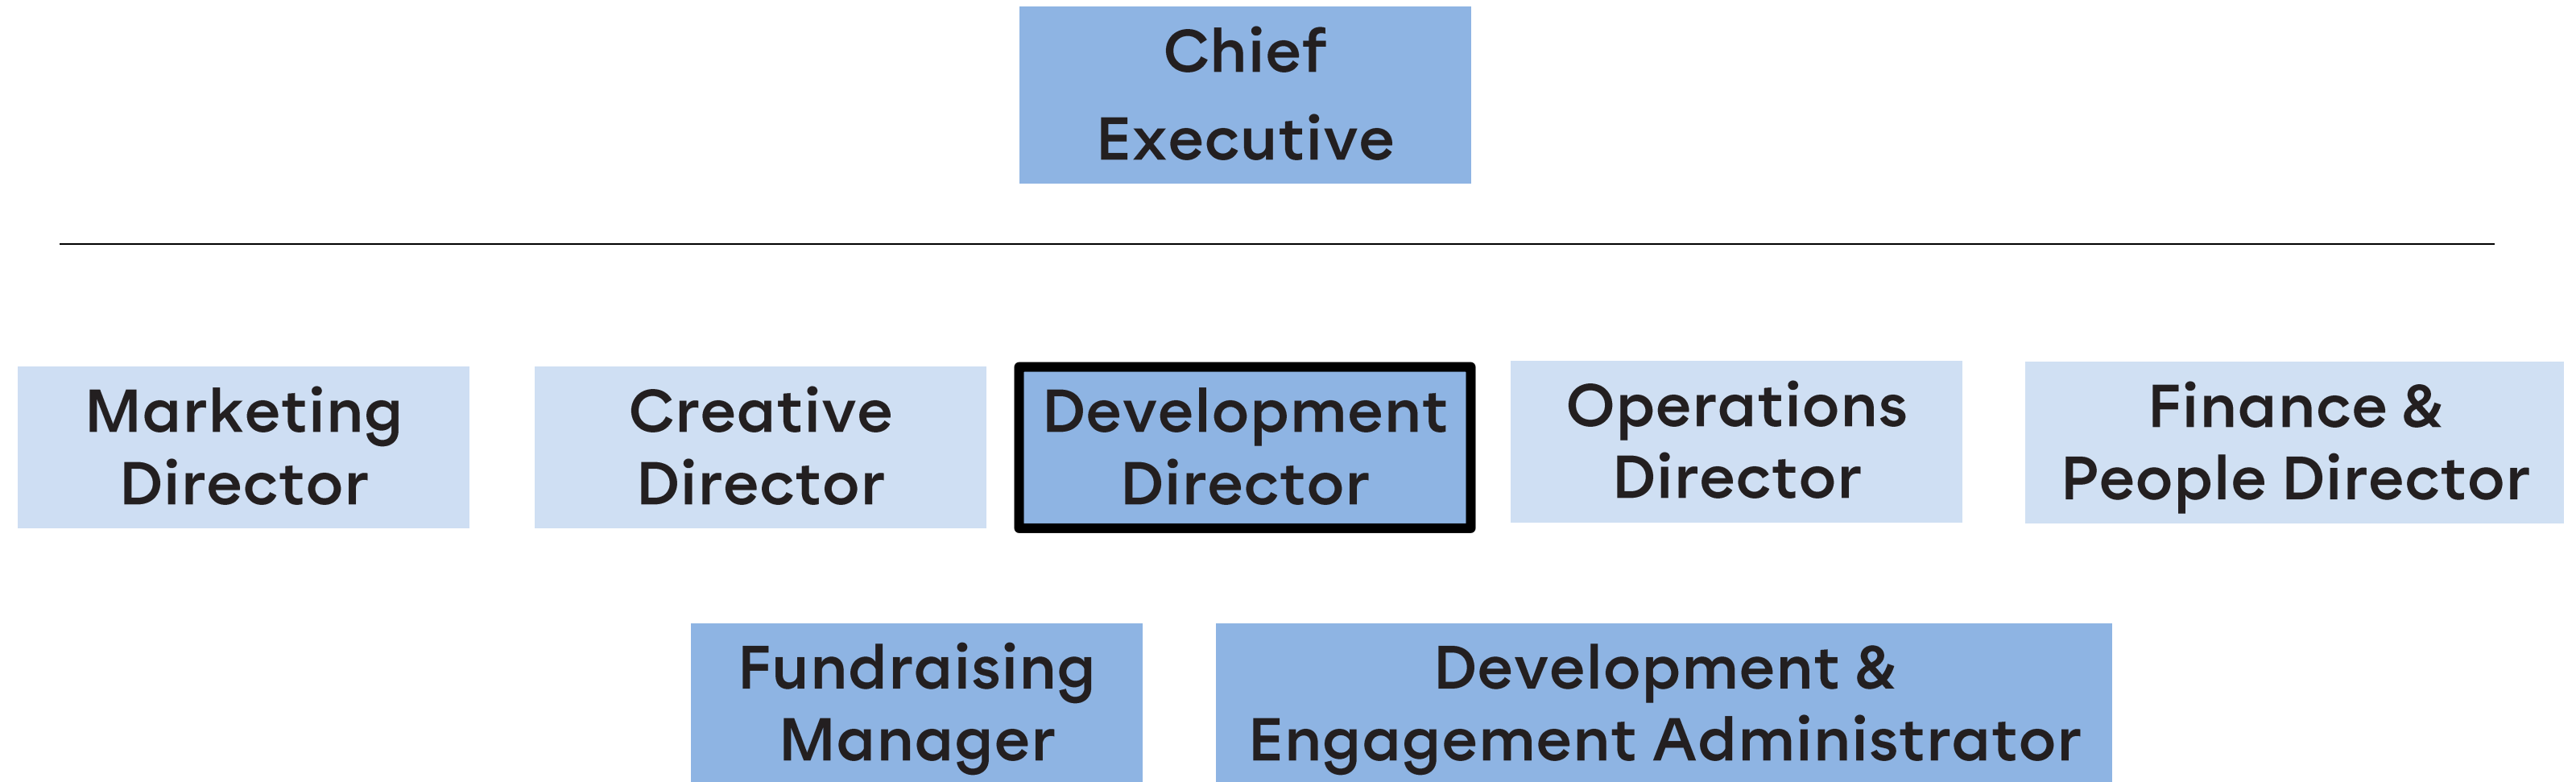 Chief
Executive
Marketing
Director
Creative
Director
Development
Director
Operations
Director
Finance &
People Director
Fundraising
Manager
Development &
Engagement Administrator